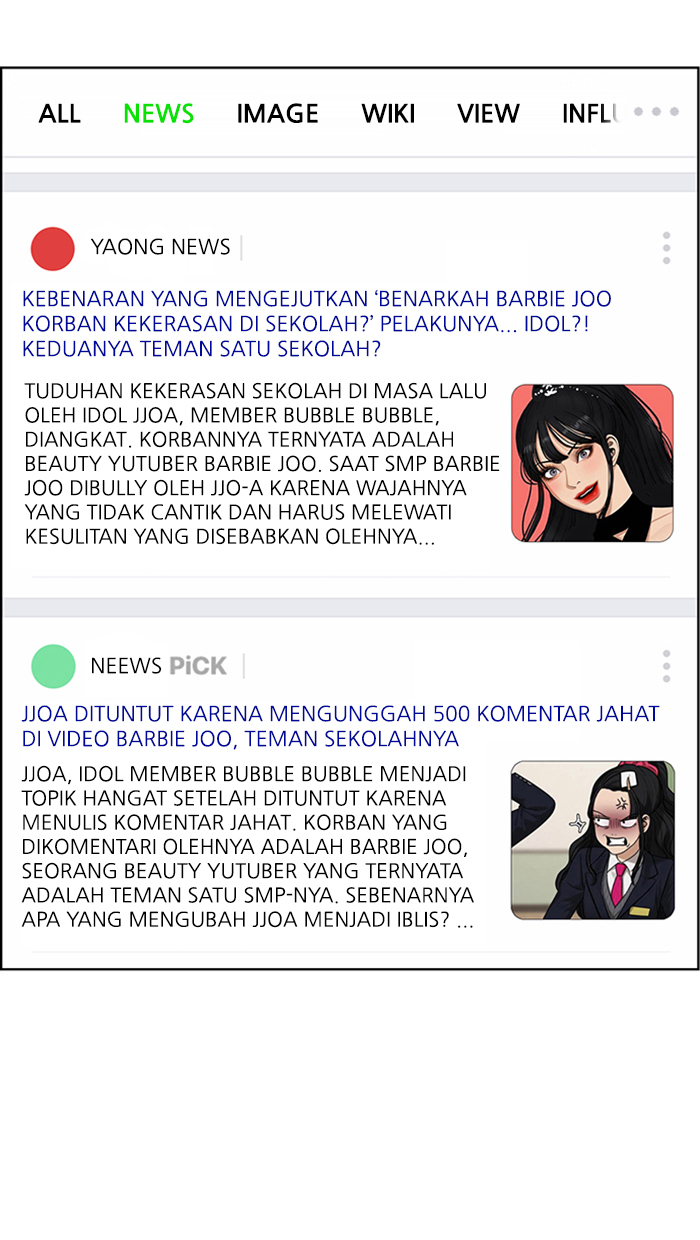 ALL NEWS IMAGE WIKI VIEW INFLU
YAONG NEWS
KEBENARAN YANG MENGEJUTKAN ‘BENARKAH BARBIE JOO
KORBAN KEKERASAN DI SEKOLAH?’ PELAKUNYA... IDOL?!
KEDUANYA TEMAN SATU SEKOLAH?
TUDUHAN KEKERASAN SEKOLAH DI MASA LALU
OLEH IDOL JJOA, MEMBER BUBBLE BUBBLE,
DIANGKAT. KORBANNYA TERNYATA ADALAH
BEAUTY YUTUBER BARBIE JOO. SAAT SMP BARBIE
JOO DIBULLY OLEH JJO-A KARENA WAJAHNYA
YANG TIDAK CANTIK DAN HARUS MELEWATI
KESULITAN YANG DISEBABKAN OLEHNYA...
NEEWS PiCK
JJOA DITUNTUT KARENA MENGUNGGAH 500 KOMENTAR JAHAT
DI VIDEO BARBIE JOO, TEMAN SEKOLAHNYA
JJOA, IDOL MEMBER BUBBLE BUBBLE MENJADI
TOPIK HANGAT SETELAH DITUNTUT KARENA
MENULIS KOMENTAR JAHAT. KORBAN YANG
DIKOMENTARI OLEHNYA ADALAH BARBIE JOO,
SEORANG BEAUTY YUTUBER YANG TERNYATA
ADALAH TEMAN SATU SMP-NYA. SEBENARNYA
APA YANG MENGUBAH JJOA MENJADI IBLIS? ...